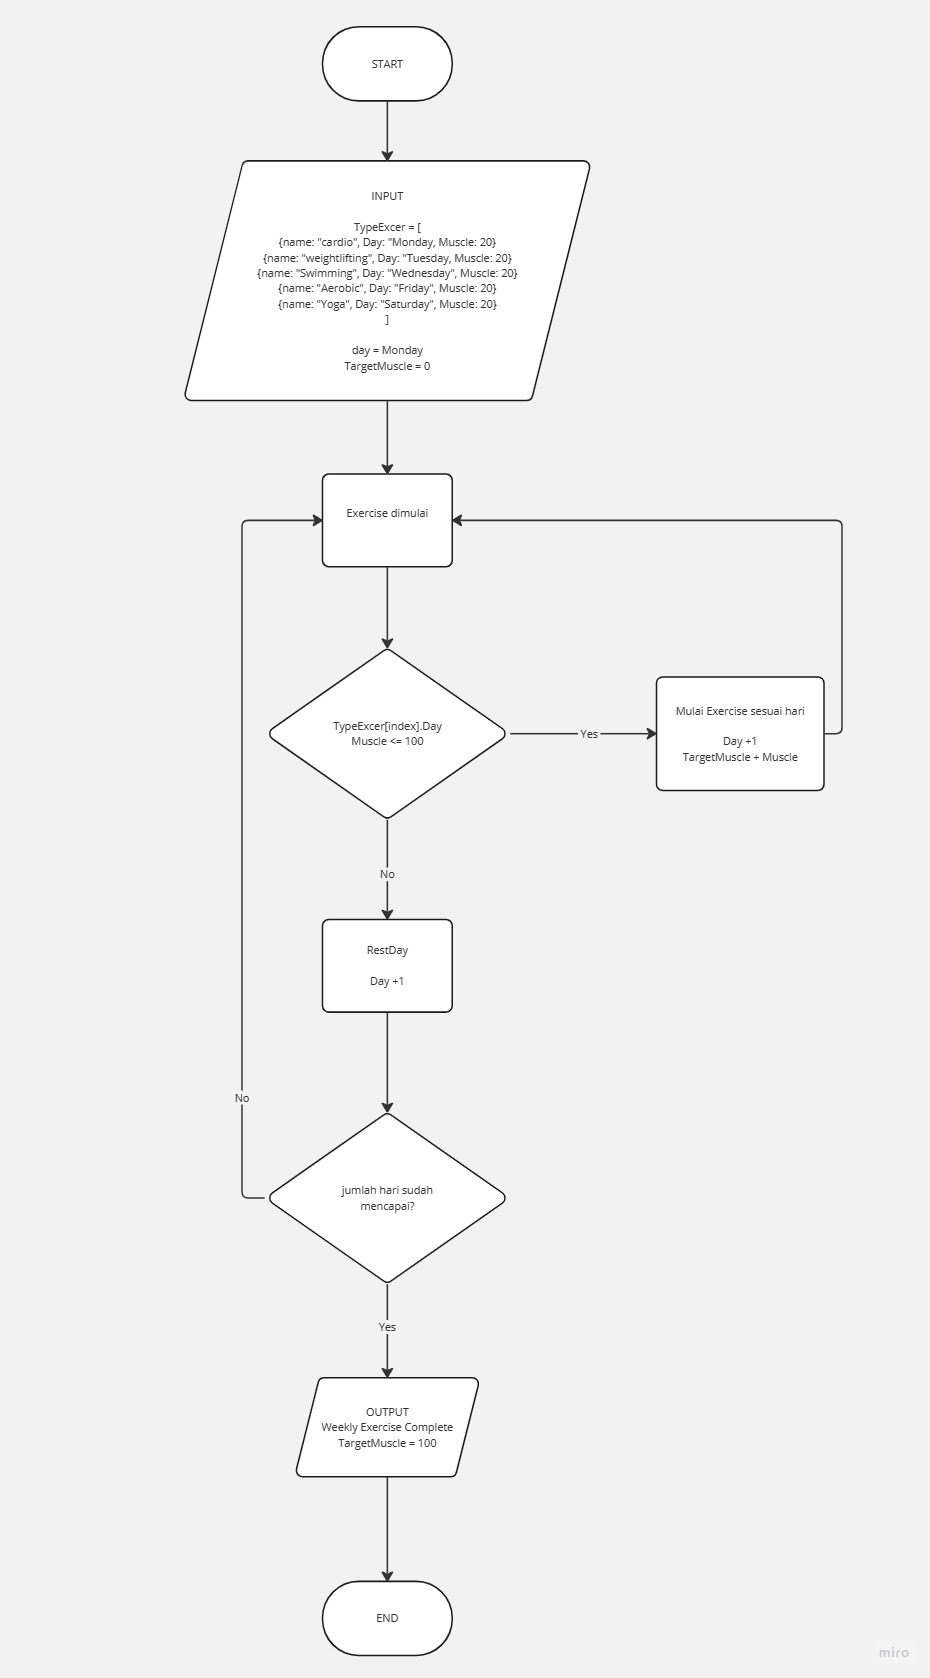 START
INPUT
TypeExcer = [
{name: "cardio", Day: "Monday, Muscle: 20}
{name: "weightlifting", Day: "Tuesday, Muscle: 20}
{name: "Swimming", Day: "Wednesday", Muscle: 20}
{name: "Aerobic", Day: "Friday", Muscle: 20}
{name: "Yoga", Day: "Saturday", Muscle: 20}
]
day = Monday
TargetMuscle = 0
Exercise dimulai
TypeExcer[index].Day
Muscle <= 100
Yes
Mulai Exercise sesuai hari
Day +1
TargetMuscle + Muscle
No
RestDay
Day +1
No
jumlah hari sudah
mencapai?
Yes
OUTPUT
Weekly Exercise Complete
TargetMuscle = 100
END
miro